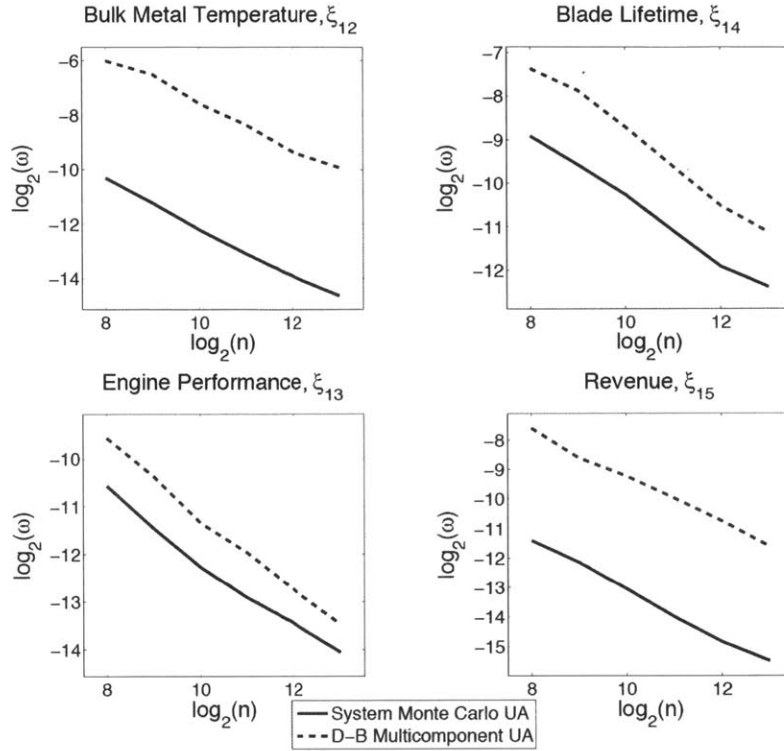 Bulk Metal Temperature, ξ12
−6
−8
−10
−12
−14
log2(ω)
8
10
12
log2(n)
Blade Lifetime, ξ14
−7
−8
−9
−10
−11
−12
log2(ω)
8
10
12
log2(n)
Engine Performance, ξ13
−10
−11
−12
−13
−14
log2(ω)
8
10
12
log2(n)
Revenue, ξ15
−8
−9
−10
−11
−12
−13
−14
−15
log2(ω)
8
10
12
log2(n)
System Monte Carlo UA
D−B Multicomponent UA